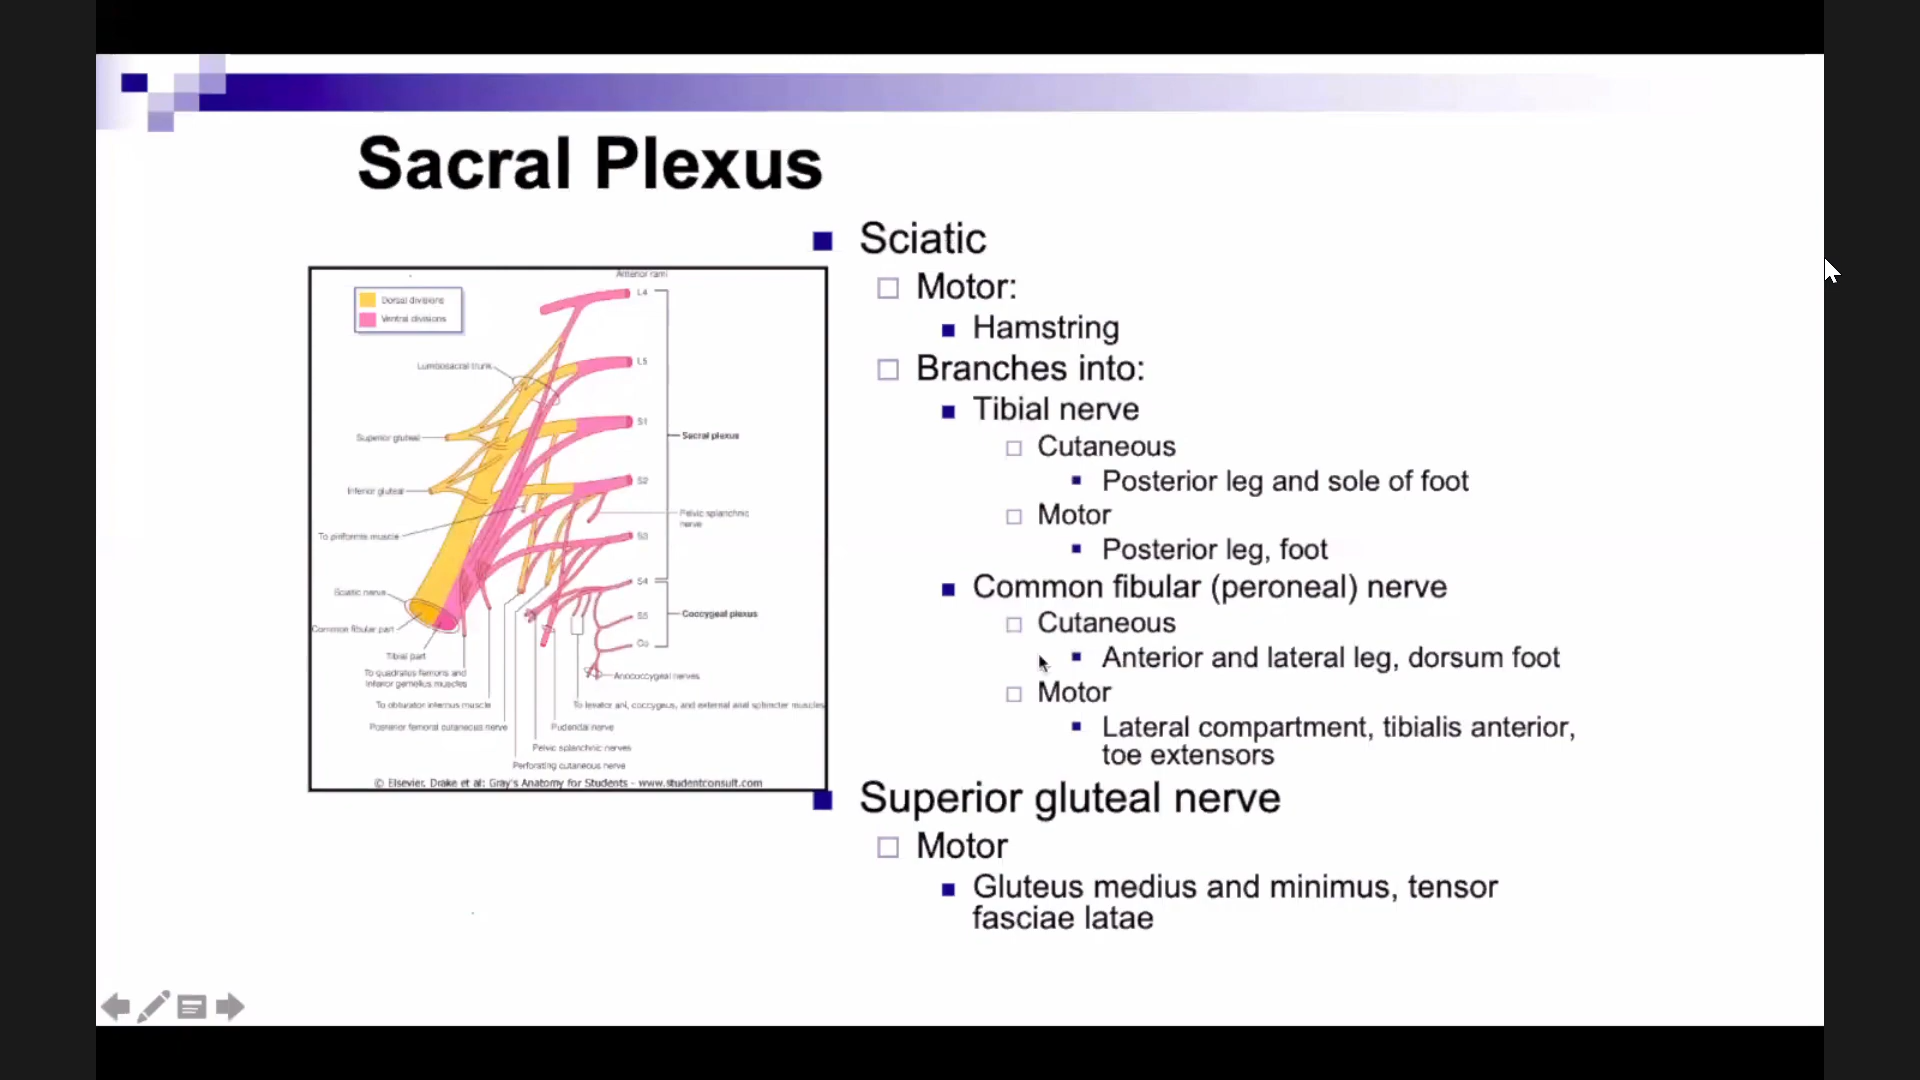 Sacral Plexus
Anterior rami
Dorsal divisions
Ventral divisions
L4
Lumbosacral trunk
L5
S1
Superior gluteal
Sacral plexus
S2
Inferior gluteal
Pelvic splanchnic
nerve
To piriformis muscle
S3
S4
Sciatic nerve
S5
Coccygeal plexus
Common fibular part
Co
Tibial part
To quadratus femoris and
inferior gemellus muscles
Anococcygeal nerves
To obturator internus muscle
To levator ani, coccygeus, and external anal sphincter muscles
Posterior femoral cutaneous nerve
Pudendal nerve
Pelvic splanchnic nerves
Perforating cutaneous nerve
© Elsevier, Drake et al: Gray's Anatomy for Students - www.studentconsult.com
Sciatic
Motor:
Hamstring
Branches into:
Tibial nerve
Cutaneous
Posterior leg and sole of foot
Motor
Posterior leg, foot
Common fibular (peroneal) nerve
Cutaneous
Anterior and lateral leg, dorsum foot
Motor
Lateral compartment, tibialis anterior,
toe extensors
Superior gluteal nerve
Motor
Gluteus medius and minimus, tensor
fasciae latae